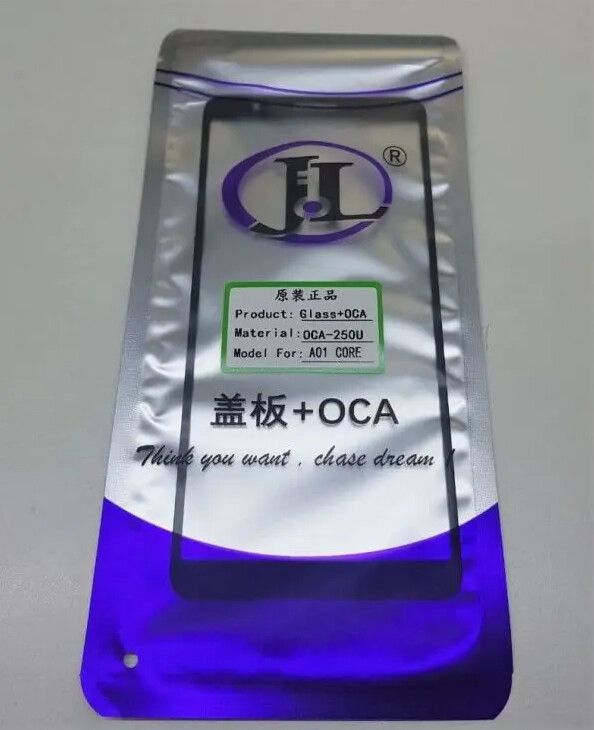 JL®
原装正品
Product: Glass+OCA
Material: OCA-250U
Model For: A01 CORE
盖板+OCA
Think you want , chase dream !